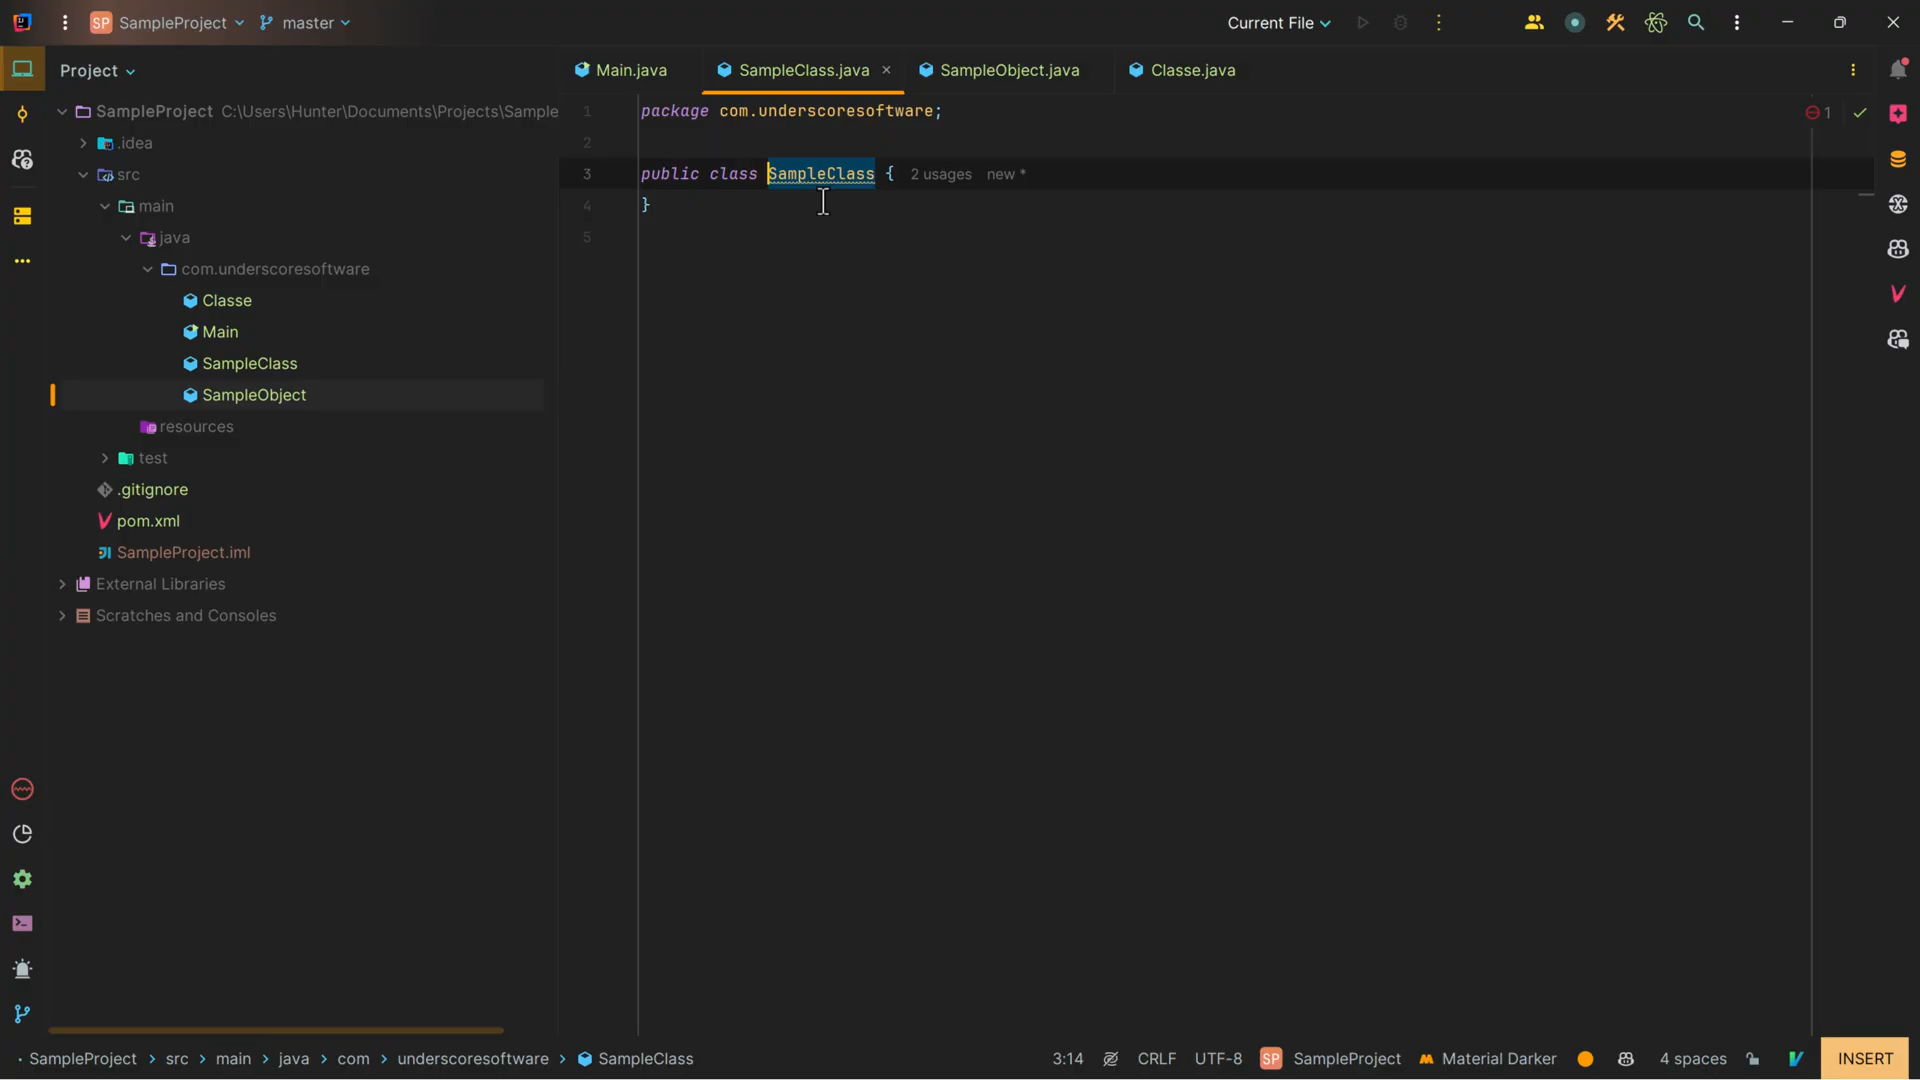 SP SampleProject master Current File
Project
Main.java SampleClass.java SampleObject.java Classe.java
SampleProject C:\Users\Hunter\Documents\Projects\Sample
.idea
src
main
java
com.underscoresoftware
Classe
Main
SampleClass
SampleObject
resources
test
.gitignore
pom.xml
SampleProject.iml
External Libraries
Scratches and Consoles
1 package com.underscoresoftware; 1
2
3 public class SampleClass { 2 usages new *
4 }
5
SampleProject > src > main > java > com > underscoresoftware > SampleClass 3:14 CRLF UTF-8 SP SampleProject Material Darker 4 spaces INSERT